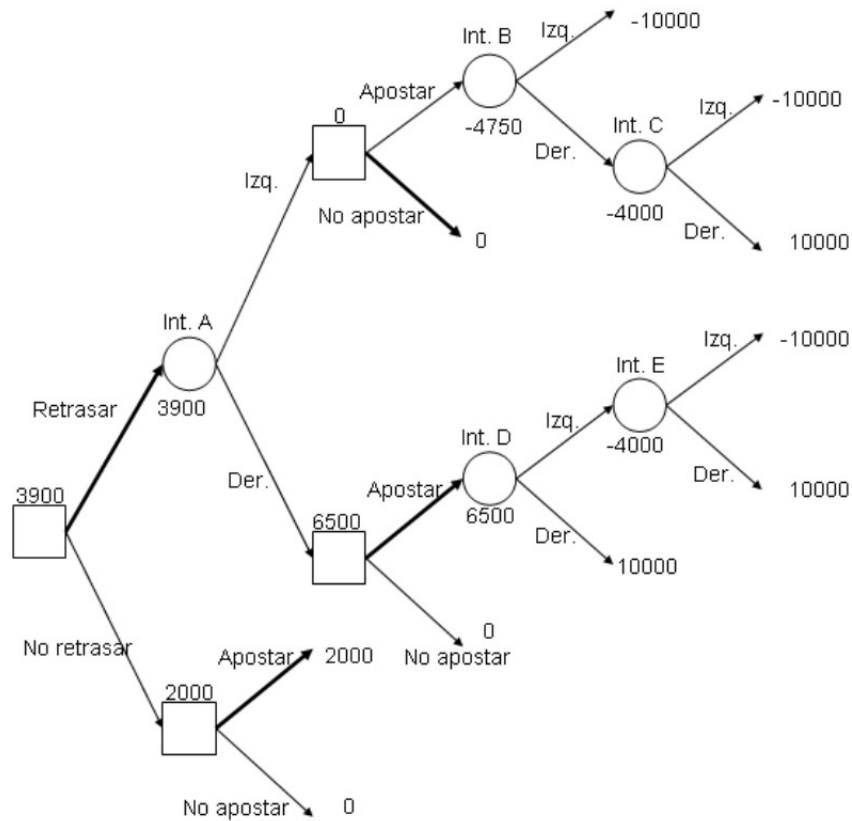 Int. B
Izq.
-10000
Apostar
-4750
Der.
Int. C
Izq.
-10000
0
-4000
Der.
10000
Izq.
No apostar
0
Int. A
3900
Retrasar
3900
Der.
Int. E
Izq.
-10000
-4000
Der.
10000
Int. D
Izq.
Apostar
6500
6500
Der.
10000
0
No apostar
No retrasar
Apostar
2000
2000
No apostar
0